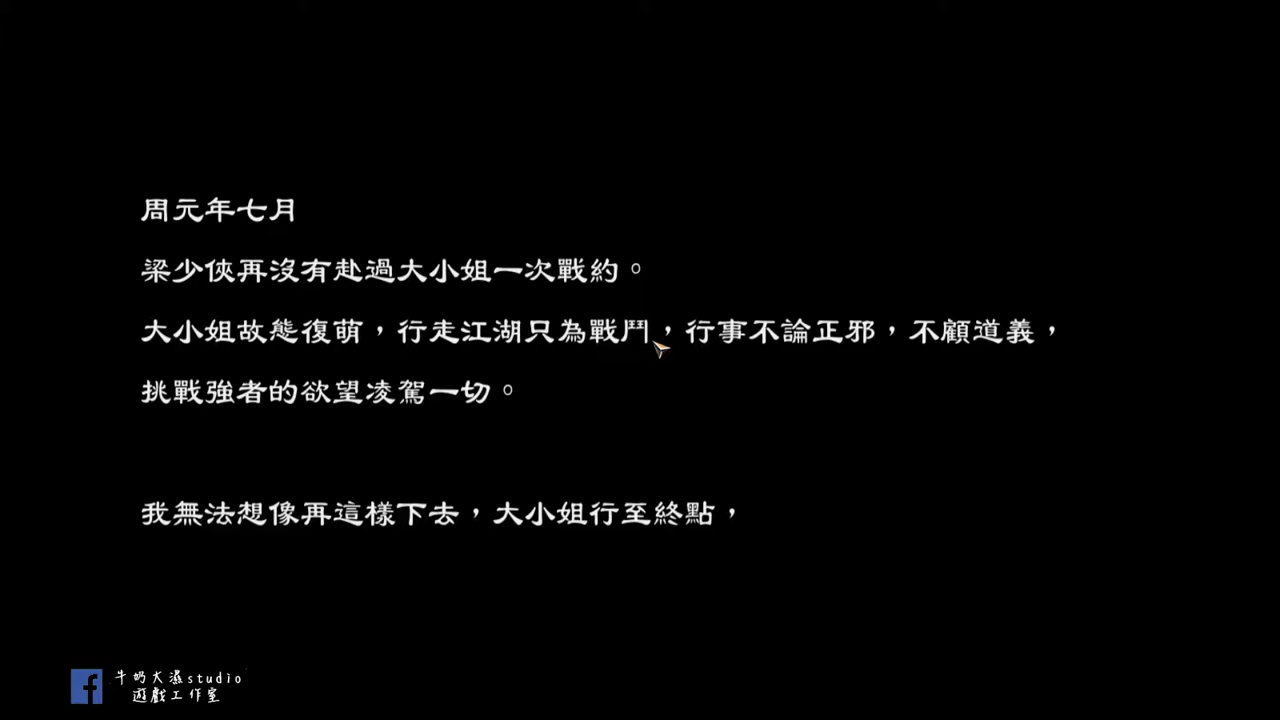 周元年七月
梁少俠再沒有赴過大小姐一次戰約。
大小姐故態復萌，行走江湖只為戰鬥，行事不論正邪，不顧道義，
挑戰強者的欲望凌駕一切。
我無法想像再這樣下去，大小姐行至終點，
牛奶大濕studio
遊戲工作室